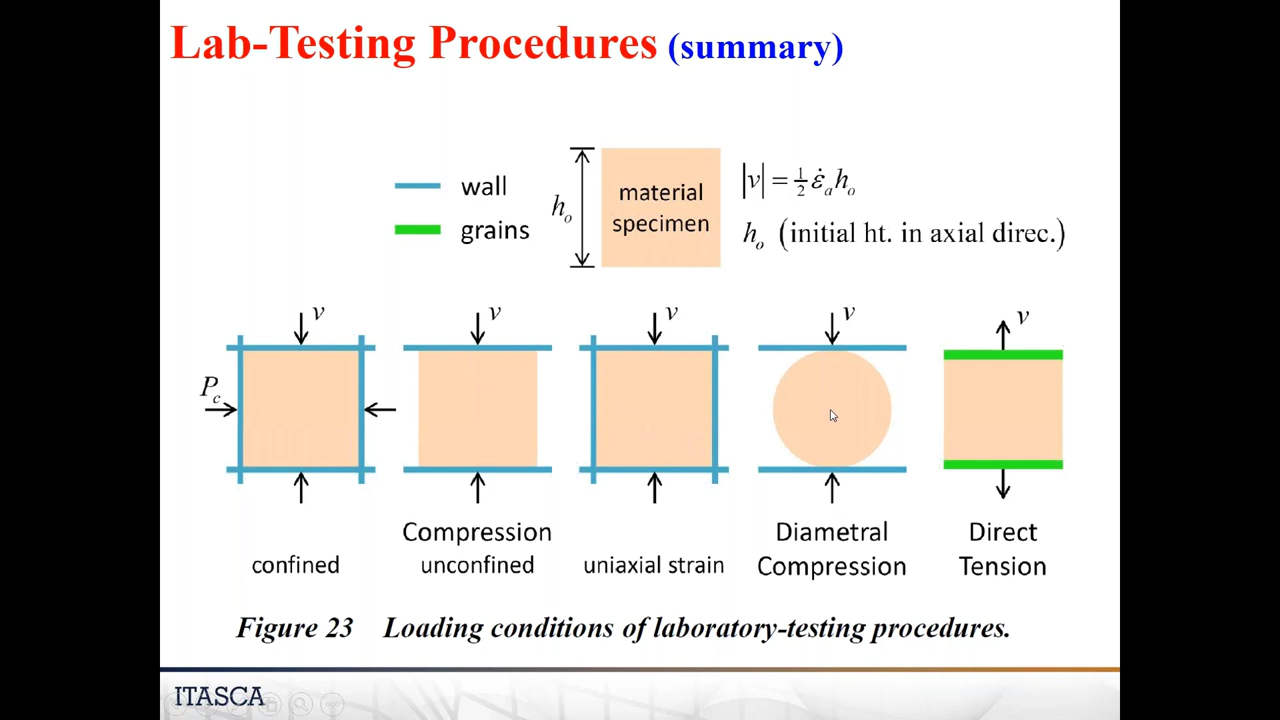 Lab-Testing Procedures (summary)
wall
grains
hₒ
material
specimen
|v| = ½ ε̇ₐhₒ
hₒ (initial ht. in axial direc.)
v
v
v
v
v
P꜀
confined
Compression
unconfined
uniaxial strain
Diametral
Compression
Direct
Tension
Figure 23 Loading conditions of laboratory-testing procedures.
ITASCA